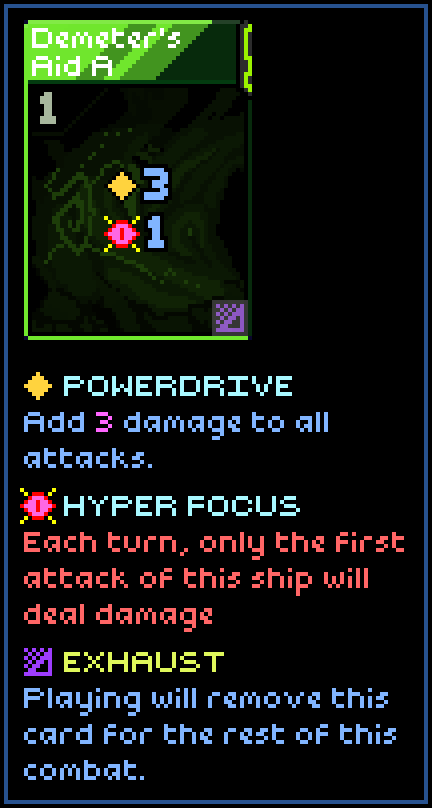 Demeter's
Aid A
1
3
1
POWERDRIVE
Add 3 damage to all
attacks.
HYPER FOCUS
Each turn, only the first
attack of this ship will
deal damage
EXHAUST
Playing will remove this
card for the rest of this
combat.